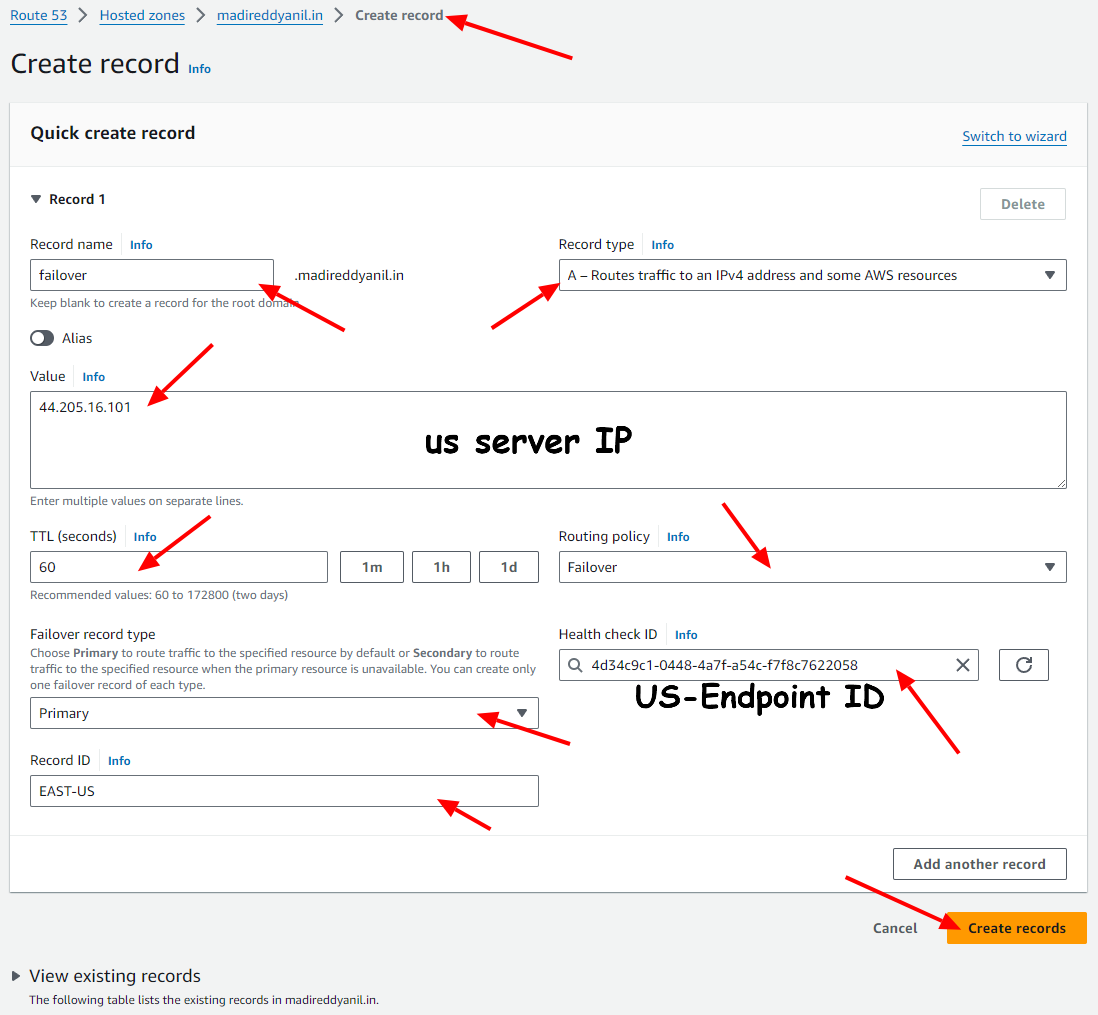 Route 53 > Hosted zones > madireddyanil.in > Create record
Create record Info
Quick create record
Switch to wizard
Record 1
Delete
Record name Info
Record type Info
failover
.madireddyanil.in
A – Routes traffic to an IPv4 address and some AWS resources
Keep blank to create a record for the root domain.
Alias
Value Info
44.205.16.101
us server IP
Enter multiple values on separate lines.
TTL (seconds) Info
Routing policy Info
60
1m
1h
1d
Failover
Recommended values: 60 to 172800 (two days)
Failover record type
Health check ID Info
Choose Primary to route traffic to the specified resource by default or Secondary to route
traffic to the specified resource when the primary resource is unavailable. You can create only
one failover record of each type.
4d34c9c1-0448-4a7f-a54c-f7f8c7622058
US-Endpoint ID
Primary
Record ID Info
EAST-US
Add another record
Cancel
Create records
View existing records
The following table lists the existing records in madireddyanil.in.